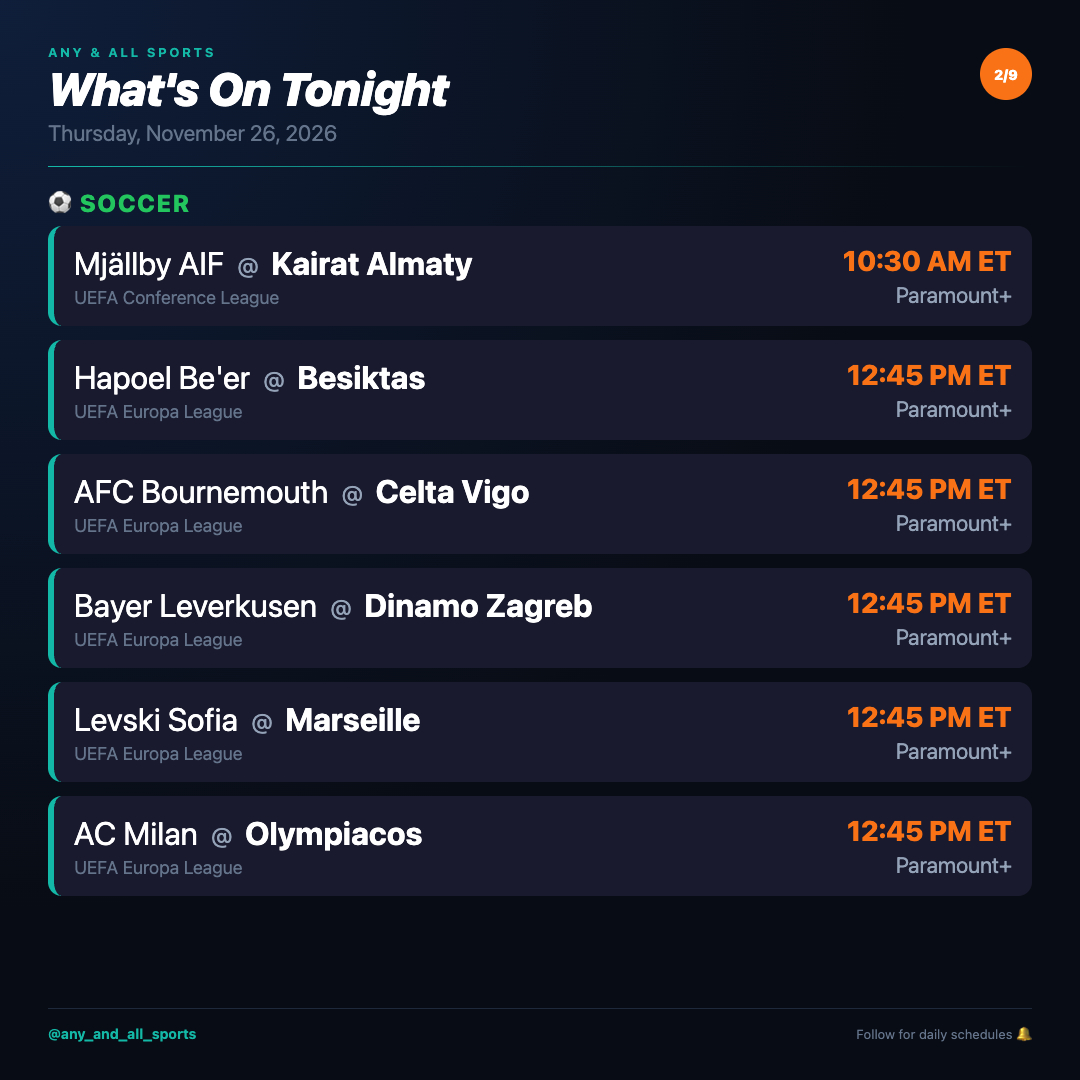 ANY & ALL SPORTS
What's On Tonight
2/9
Thursday, November 26, 2026
⚽ SOCCER
Mjällby AIF @ Kairat Almaty
10:30 AM ET
UEFA Conference League
Paramount+
Hapoel Be'er @ Besiktas
12:45 PM ET
UEFA Europa League
Paramount+
AFC Bournemouth @ Celta Vigo
12:45 PM ET
UEFA Europa League
Paramount+
Bayer Leverkusen @ Dinamo Zagreb
12:45 PM ET
UEFA Europa League
Paramount+
Levski Sofia @ Marseille
12:45 PM ET
UEFA Europa League
Paramount+
AC Milan @ Olympiacos
12:45 PM ET
UEFA Europa League
Paramount+
@any_and_all_sports
Follow for daily schedules 🔔